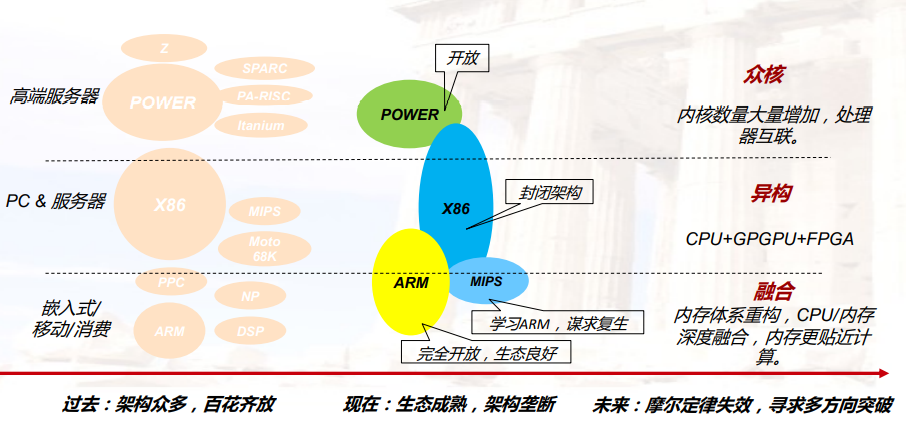 高端服务器
Z
POWER
SPARC
PA-RISC
Itanium
开放
POWER
众核
内核数量大量增加，处理
器互联。
PC & 服务器
X86
MIPS
Moto
68K
X86
封闭架构
异构
CPU+GPGPU+FPGA
嵌入式/
移动/消费
PPC
NP
ARM
DSP
ARM
MIPS
学习ARM，谋求复生
完全开放，生态良好
融合
内存体系重构，CPU/内存
深度融合，内存更贴近计
算。
过去：架构众多，百花齐放
现在：生态成熟，架构垄断
未来：摩尔定律失效，寻求多方向突破